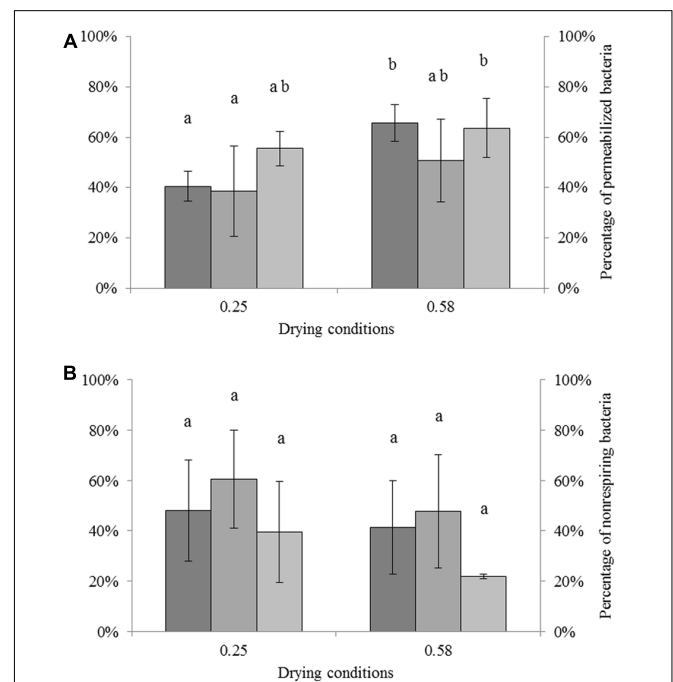 A
100% 100%
b b
80% a b a b 80%
a
a
60% 60%
40% 40%
20% 20%
0% 0%
0.25 0.58
Drying conditions
Percentage of permeabilized bacteria
B
100% 100%
a
a a
80% a a 80%
60% 60%
a
40% 40%
20% 20%
0% 0%
0.25 0.58
Drying conditions
Percentage of nonrespiring bacteria